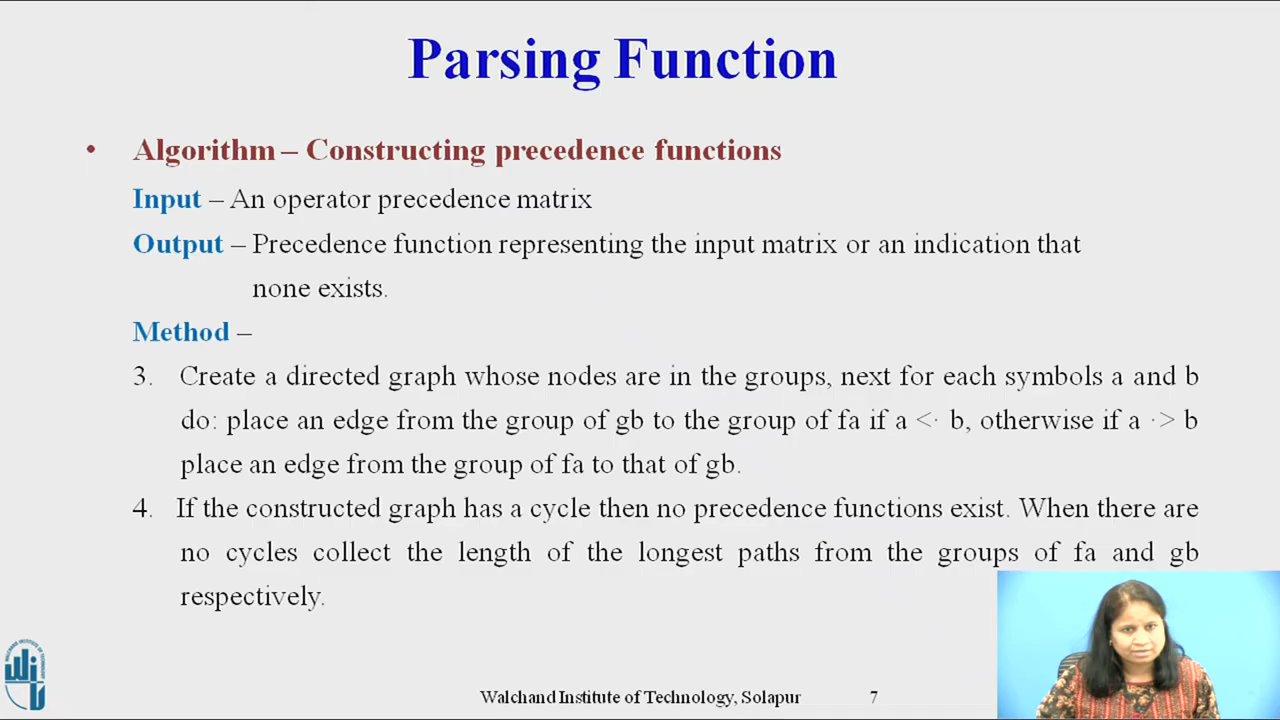 Parsing Function
• Algorithm – Constructing precedence functions
Input – An operator precedence matrix
Output – Precedence function representing the input matrix or an indication that
none exists.
Method –
3. Create a directed graph whose nodes are in the groups, next for each symbols a and b
do: place an edge from the group of gb to the group of fa if a <· b, otherwise if a ·> b
place an edge from the group of fa to that of gb.
4. If the constructed graph has a cycle then no precedence functions exist. When there are
no cycles collect the length of the longest paths from the groups of fa and gb
respectively.
Walchand Institute of Technology, Solapur 7